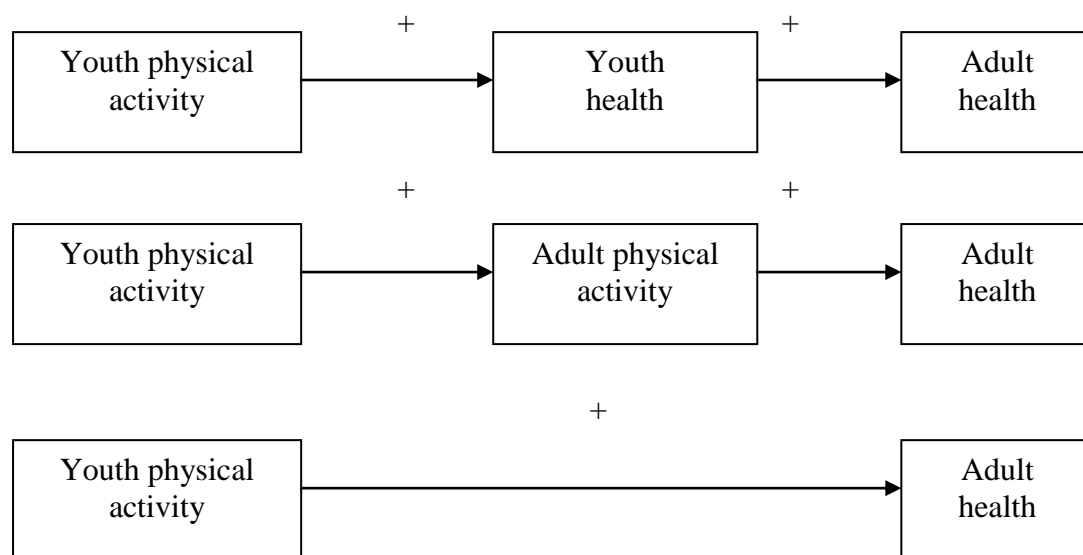 + +
Youth physical
activity
Youth
health
Adult
health
+ +
Youth physical
activity
Adult physical
activity
Adult
health
+
Youth physical
activity
Adult
health